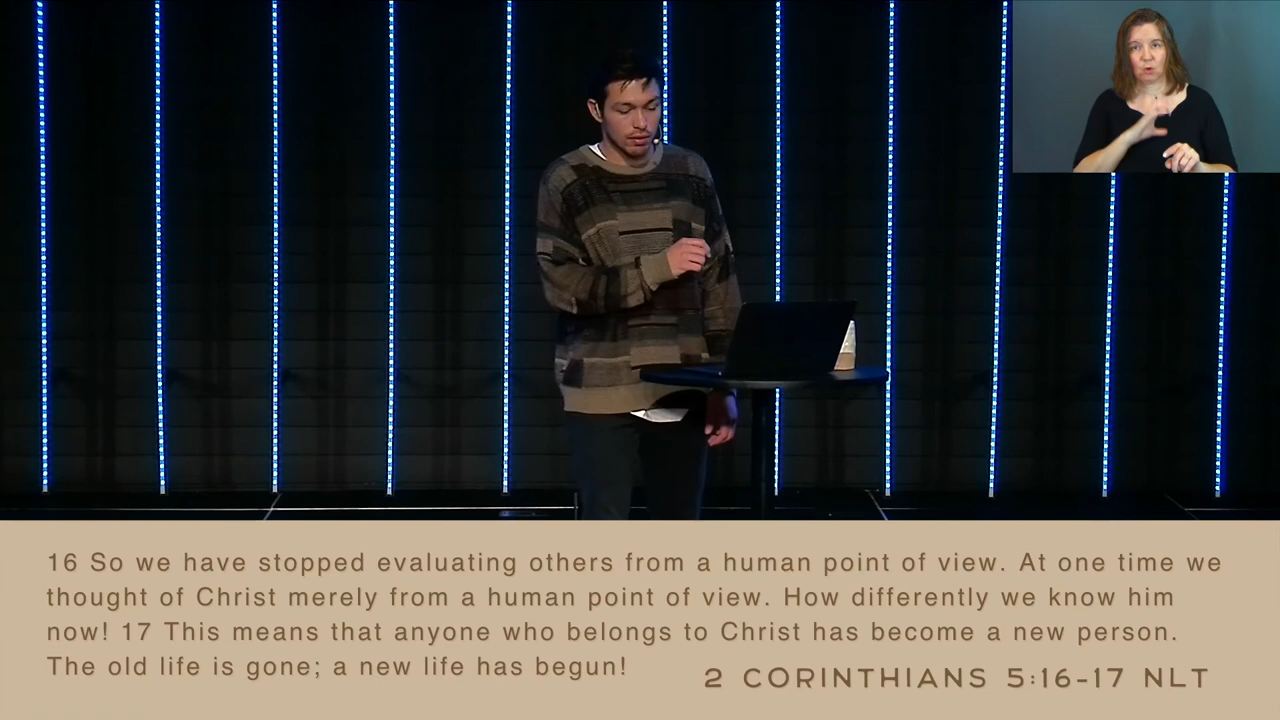 16 So we have stopped evaluating others from a human point of view. At one time we
thought of Christ merely from a human point of view. How differently we know him
now! 17 This means that anyone who belongs to Christ has become a new person.
The old life is gone; a new life has begun!
2 CORINTHIANS 5:16-17 NLT